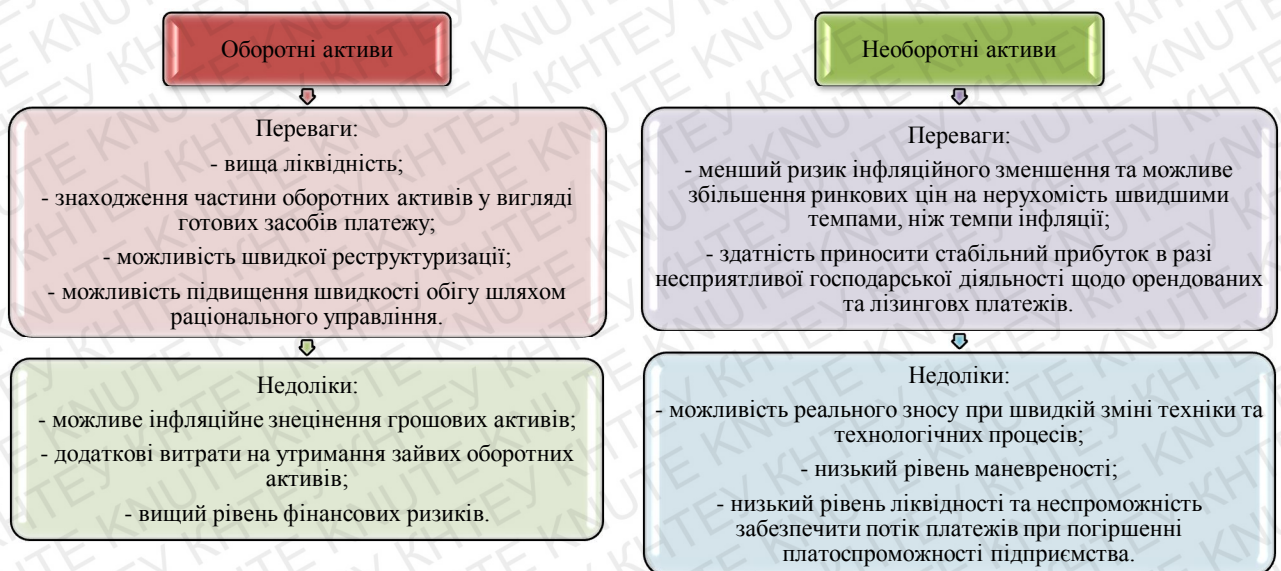 Оборотні активи
Переваги:
- вища ліквідність;
- знаходження частини оборотних активів у вигляді
готових засобів платежу;
- можливість швидкої реструктуризації;
- можливість підвищення швидкості обігу шляхом
раціонального управління.
Недоліки:
- можливе інфляційне знецінення грошових активів;
- додаткові витрати на утримання зайвих оборотних
активів;
- вищий рівень фінансових ризиків.
Необоротні активи
Переваги:
- менший ризик інфляційного зменшення та можливе
збільшення ринкових цін на нерухомість швидшими
темпами, ніж темпи інфляції;
- здатність приносити стабільний прибуток в разі
несприятливої господарської діяльності щодо орендованих
та лізинговх платежів.
Недоліки:
- можливість реального зносу при швидкій зміні техніки та
технологічних процесів;
- низький рівень маневреності;
- низький рівень ліквідності та неспроможність
забезпечити потік платежів при погіршенні
платоспроможності підприємства.